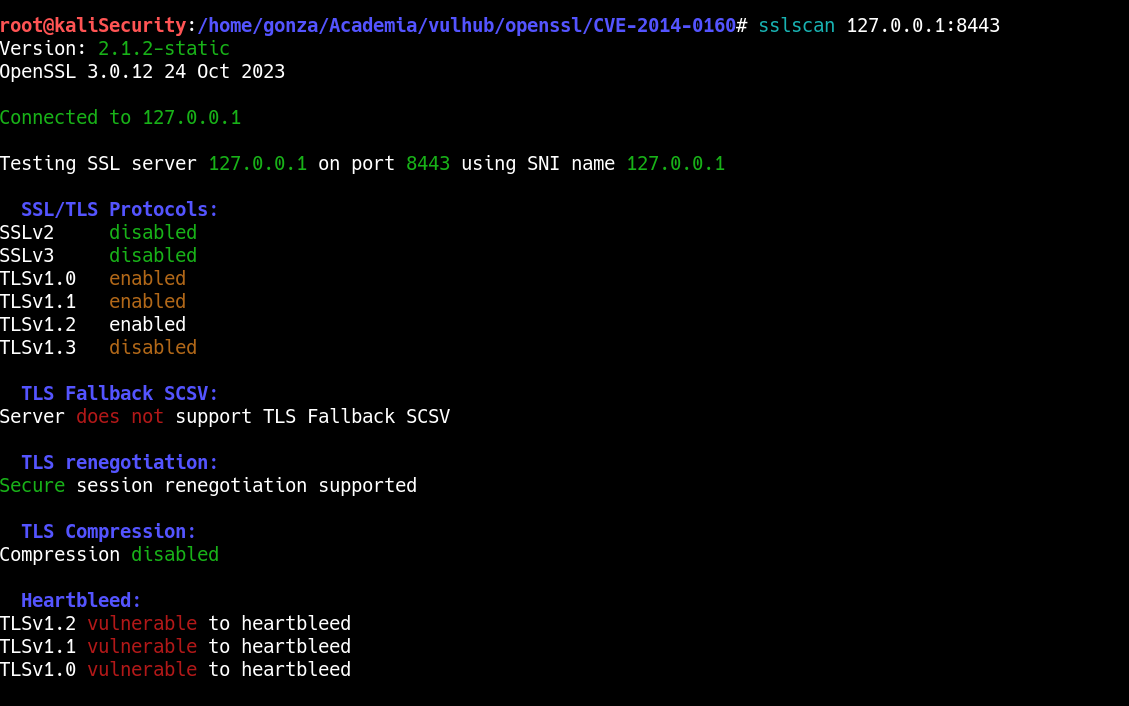 root@kaliSecurity:/home/gonza/Academia/vulhub/openssl/CVE-2014-0160# sslscan 127.0.0.1:8443
Version: 2.1.2-static
OpenSSL 3.0.12 24 Oct 2023
Connected to 127.0.0.1
Testing SSL server 127.0.0.1 on port 8443 using SNI name 127.0.0.1
SSL/TLS Protocols:
SSLv2     disabled
SSLv3     disabled
TLSv1.0   enabled
TLSv1.1   enabled
TLSv1.2   enabled
TLSv1.3   disabled
TLS Fallback SCSV:
Server does not support TLS Fallback SCSV
TLS renegotiation:
Secure session renegotiation supported
TLS Compression:
Compression disabled
Heartbleed:
TLSv1.2 vulnerable to heartbleed
TLSv1.1 vulnerable to heartbleed
TLSv1.0 vulnerable to heartbleed